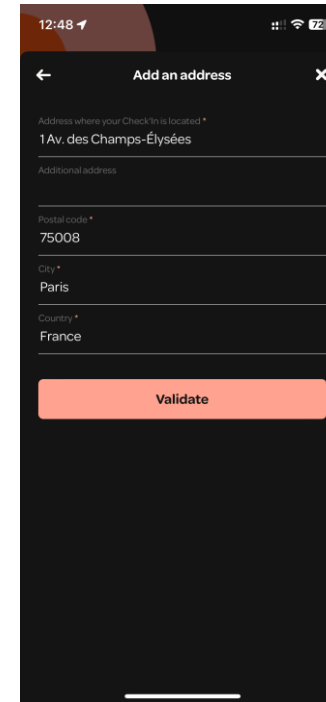 12:48
72
Add an address
Address where your Check'In is located *
1 Av. des Champs-Élysées
Additional address
Postal code *
75008
City *
Paris
Country *
France
Validate